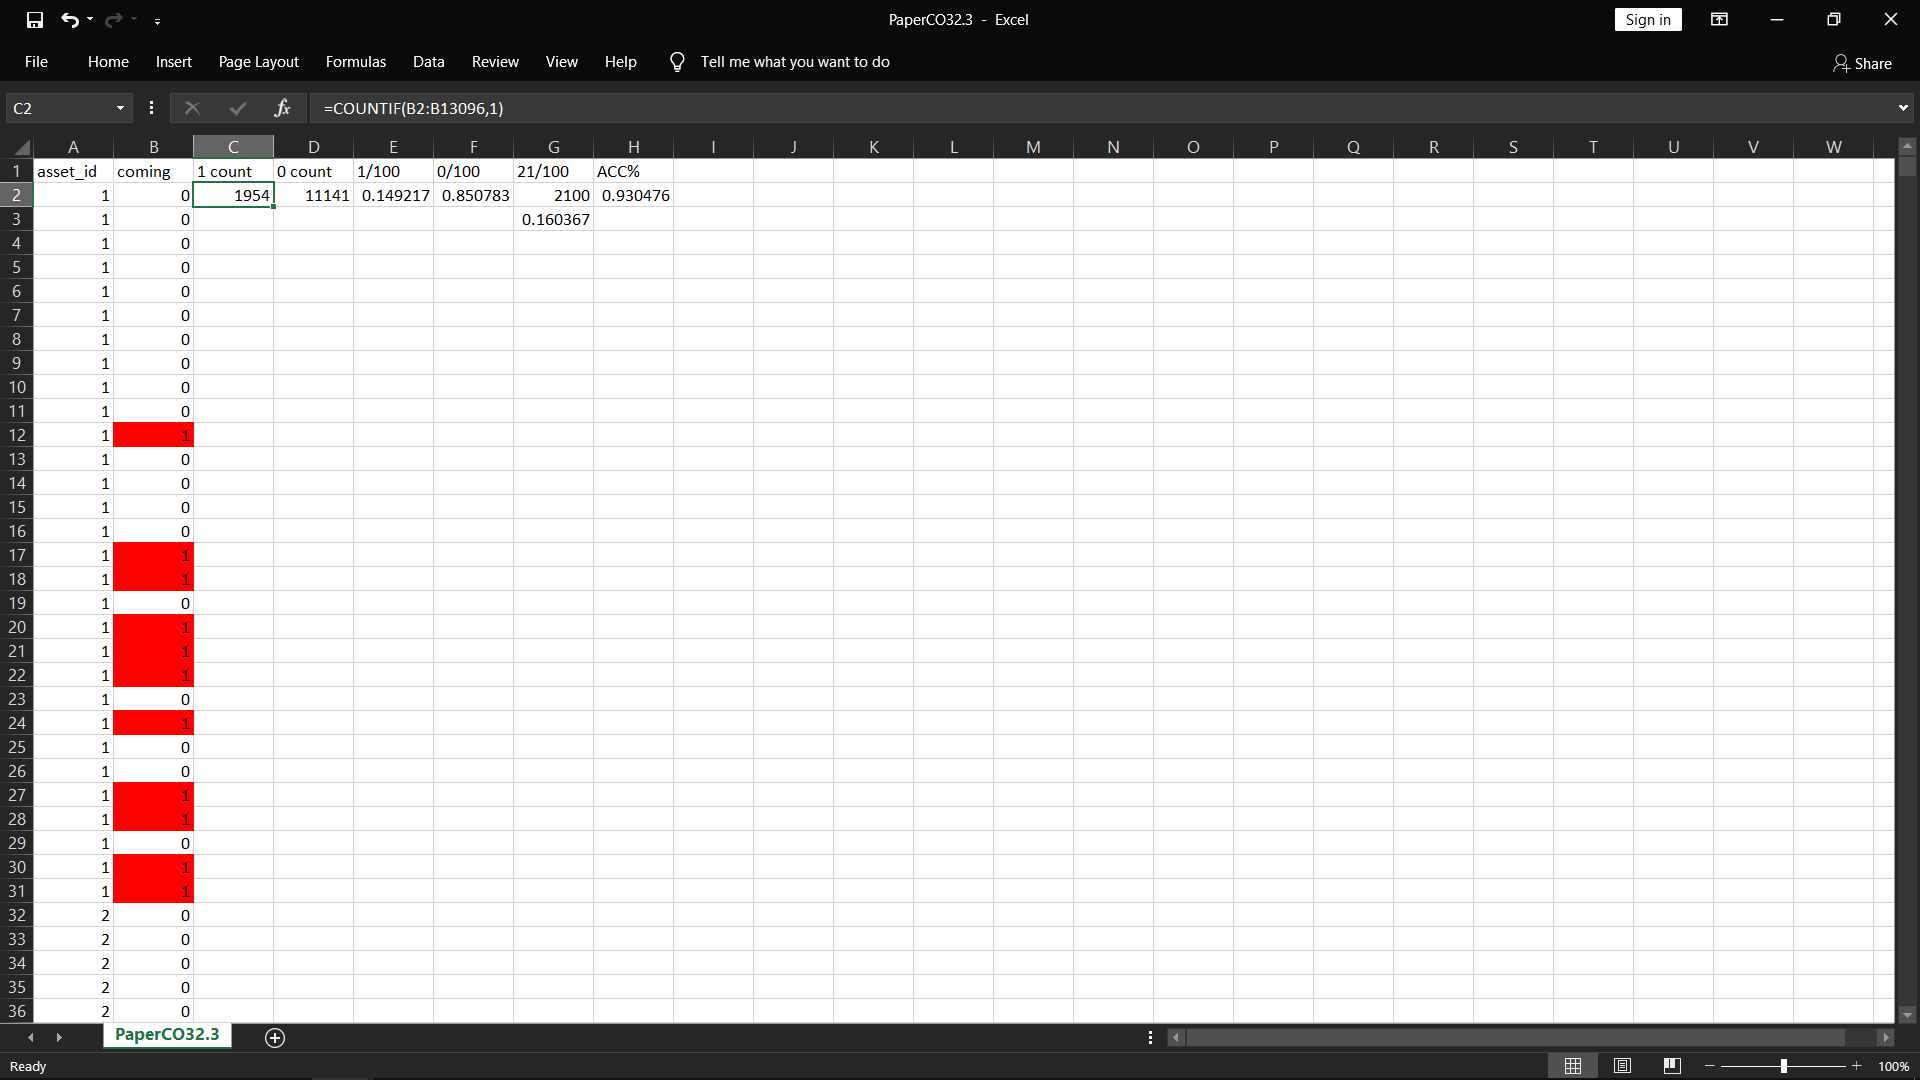 PaperCO32.3 - Excel
Sign in
File Home Insert Page Layout Formulas Data Review View Help Tell me what you want to do Share
C2 fx =COUNTIF(B2:B13096,1)
A B C D E F G H I J K L M N O P Q R S T U V W
1 asset_id coming 1 count 0 count 1/100 0/100 21/100 ACC%
2 1 0 1954 11141 0.149217 0.850783 2100 0.930476
3 1 0 0.160367
4 1 0
5 1 0
6 1 0
7 1 0
8 1 0
9 1 0
10 1 0
11 1 0
12 1 1
13 1 0
14 1 0
15 1 0
16 1 0
17 1 1
18 1 1
19 1 0
20 1 1
21 1 1
22 1 1
23 1 0
24 1 1
25 1 0
26 1 0
27 1 1
28 1 1
29 1 0
30 1 1
31 1 1
32 2 0
33 2 0
34 2 0
35 2 0
36 2 0
PaperCO32.3
Ready 100%